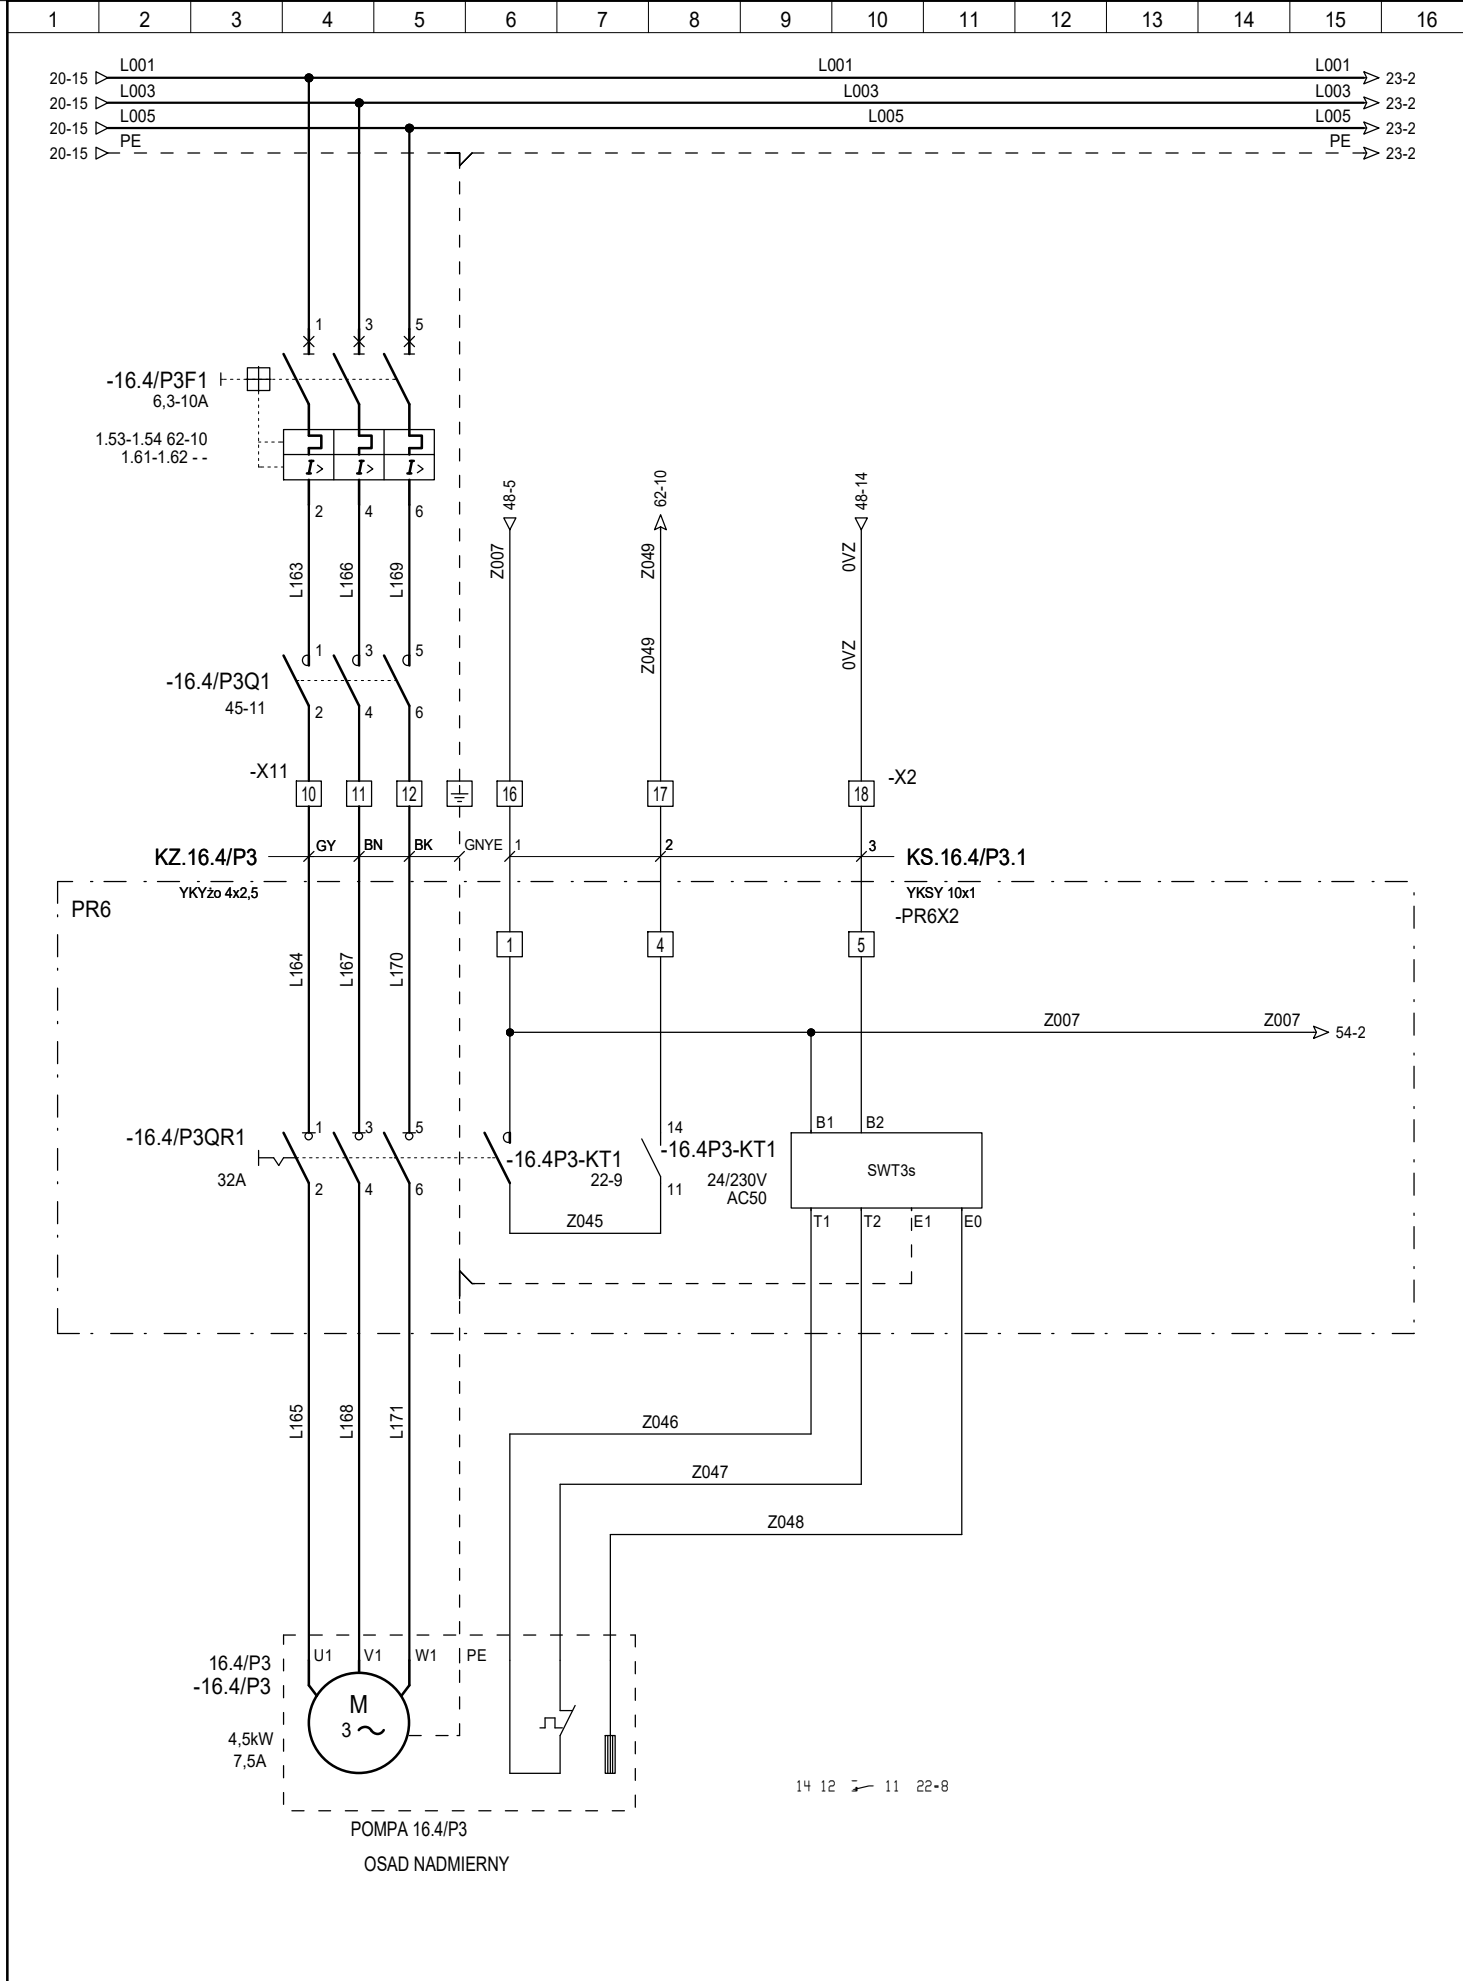 1 2 3 4 5 6 7 8 9 10 11 12 13 14 15 16
20-15 L001 L001 L001 23-2
20-15 L003 L003 L003 23-2
20-15 L005 L005 L005 23-2
20-15 PE PE 23-2
1 3 5
-16.4/P3F1
6,3-10A
1.53-1.54 62-10
1.61-1.62 - -
I> I> I>
2 4 6
48-5 62-10 48-14
L163 L166 L169 Z007 Z049 0VZ
Z049 0VZ
1 3 5
-16.4/P3Q1
45-11
2 4 6
-X11 10 11 12 16 17 18 -X2
GY BN BK GNYE 1 2 3
KZ.16.4/P3 KS.16.4/P3.1
YKYżo 4x2,5 YKSY 10x1
PR6 -PR6X2
1 4 5
L164 L167 L170
Z007 Z007 54-2
1 3 5 14 B1 B2
-16.4/P3QR1 -16.4P3-KT1 -16.4P3-KT1
32A 22-9 24/230V SWT3s
AC50
2 4 6 11
Z045 T1 T2 E1 E0
L165 L168 L171
Z046
Z047
Z048
16.4/P3 U1 V1 W1 PE
-16.4/P3
M
3
4,5kW
7,5A
14 12 11 22-8
POMPA 16.4/P3
OSAD NADMIERNY